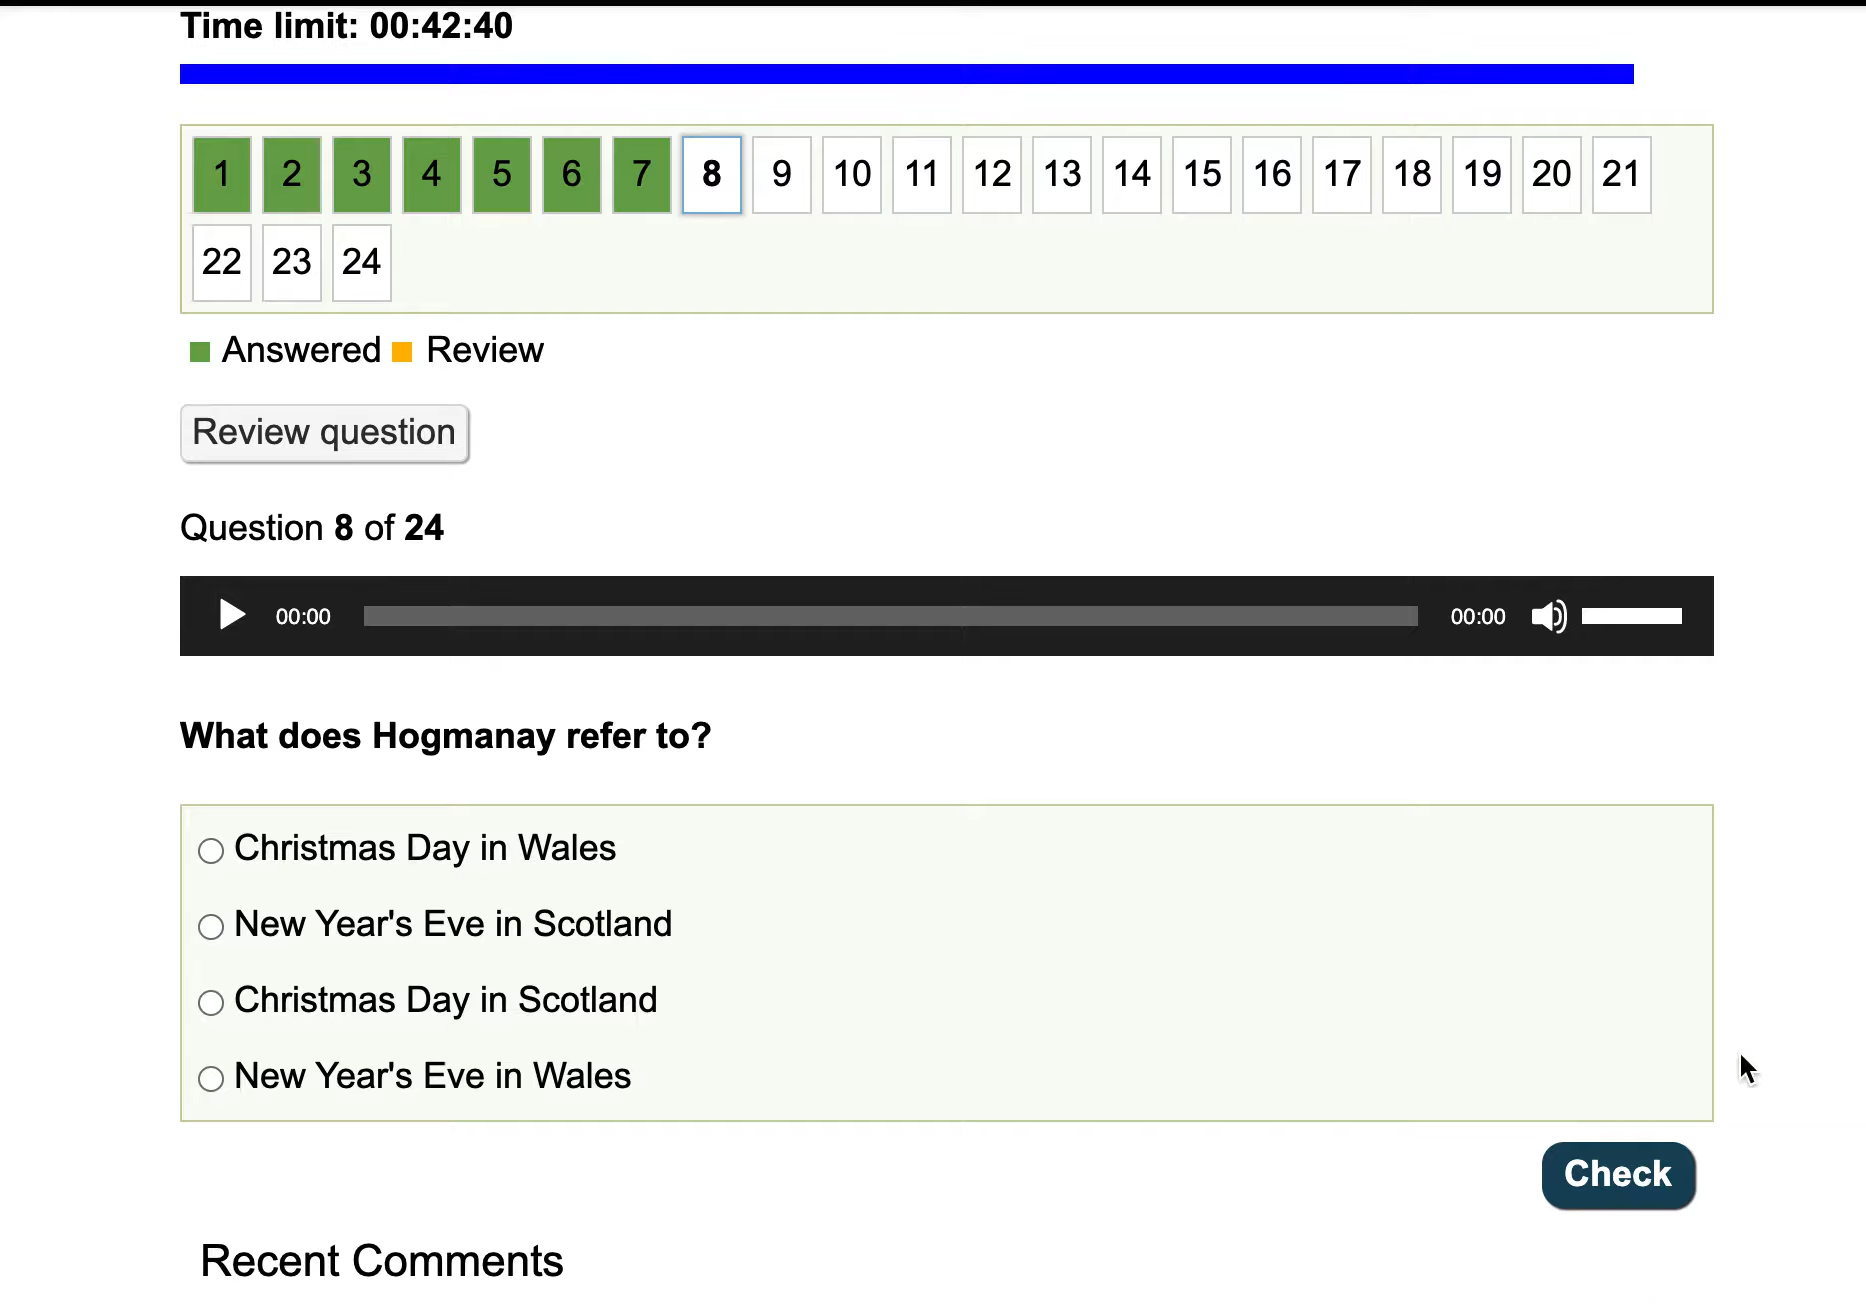 Time limit: 00:42:40
1 2 3 4 5 6 7 8 9 10 11 12 13 14 15 16 17 18 19 20 21
22 23 24
Answered Review
Review question
Question 8 of 24
00:00 00:00
What does Hogmanay refer to?
Christmas Day in Wales
New Year's Eve in Scotland
Christmas Day in Scotland
New Year's Eve in Wales
Check
Recent Comments